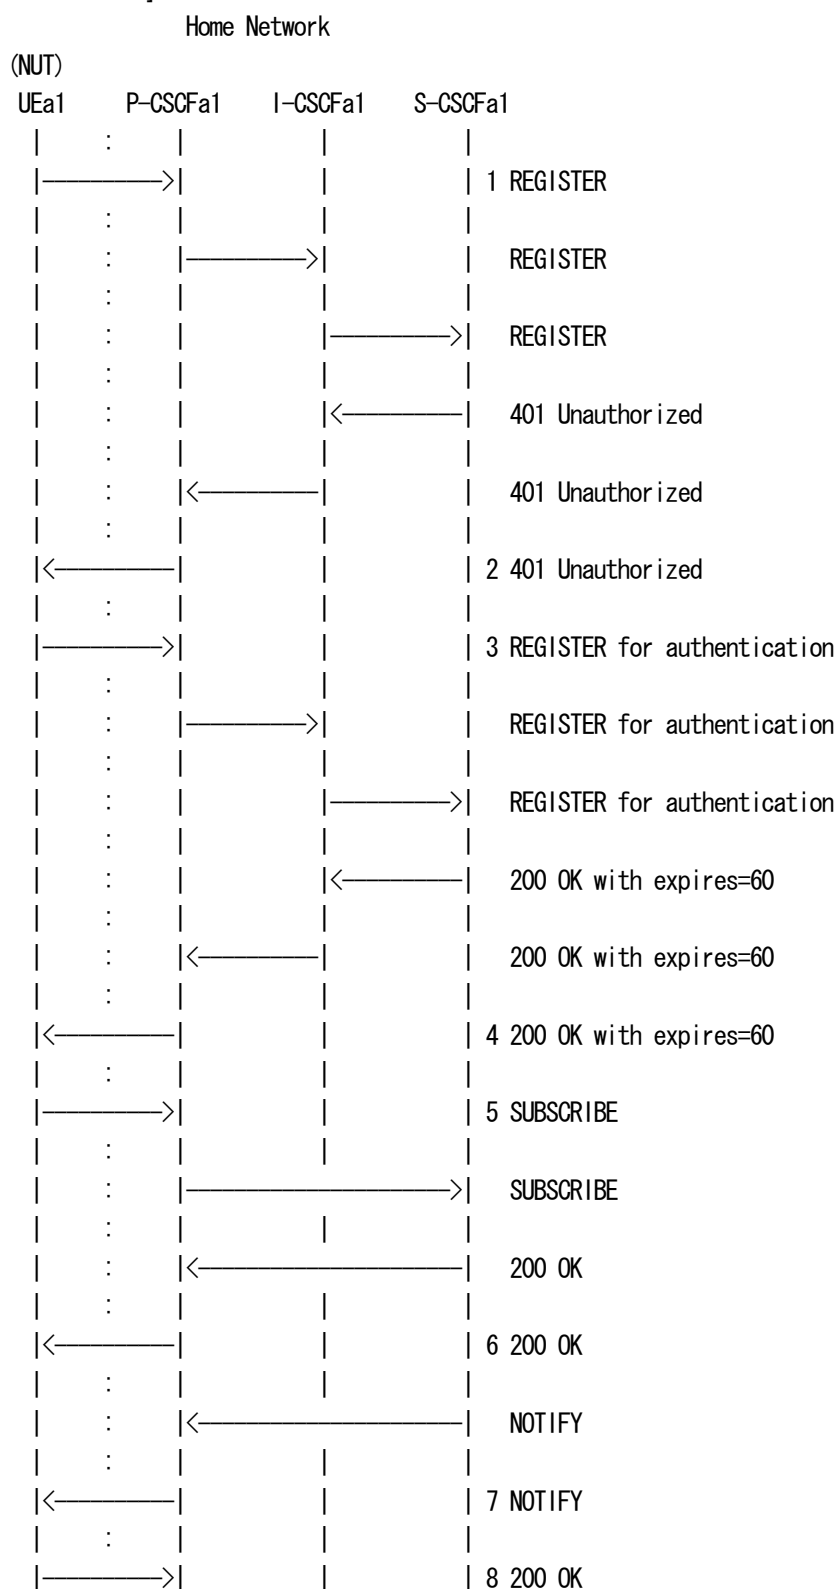 Home Network
(NUT)
UEa1 P-CSCFa1 I-CSCFa1 S-CSCFa1
| : | | |
|----------->| | | 1 REGISTER
| : | | |
| : |----------->| | REGISTER
| : | | |
| : | |----------->| REGISTER
| : | | |
| : | |<-----------| 401 Unauthorized
| : | | |
| : |<-----------| | 401 Unauthorized
| : | | |
|<-----------| | | 2 401 Unauthorized
| : | | |
|----------->| | | 3 REGISTER for authentication
| : | | |
| : |----------->| | REGISTER for authentication
| : | | |
| : | |----------->| REGISTER for authentication
| : | | |
| : | |<-----------| 200 OK with expires=60
| : | | |
| : |<-----------| | 200 OK with expires=60
| : | | |
|<-----------| | | 4 200 OK with expires=60
| : | | |
|----------->| | | 5 SUBSCRIBE
| : | | |
| : |----------------------->| SUBSCRIBE
| : | | |
| : |<-----------------------| 200 OK
| : | | |
|<-----------| | | 6 200 OK
| : | | |
| : |<-----------------------| NOTIFY
| : | | |
|<-----------| | | 7 NOTIFY
| : | | |
|----------->| | | 8 200 OK